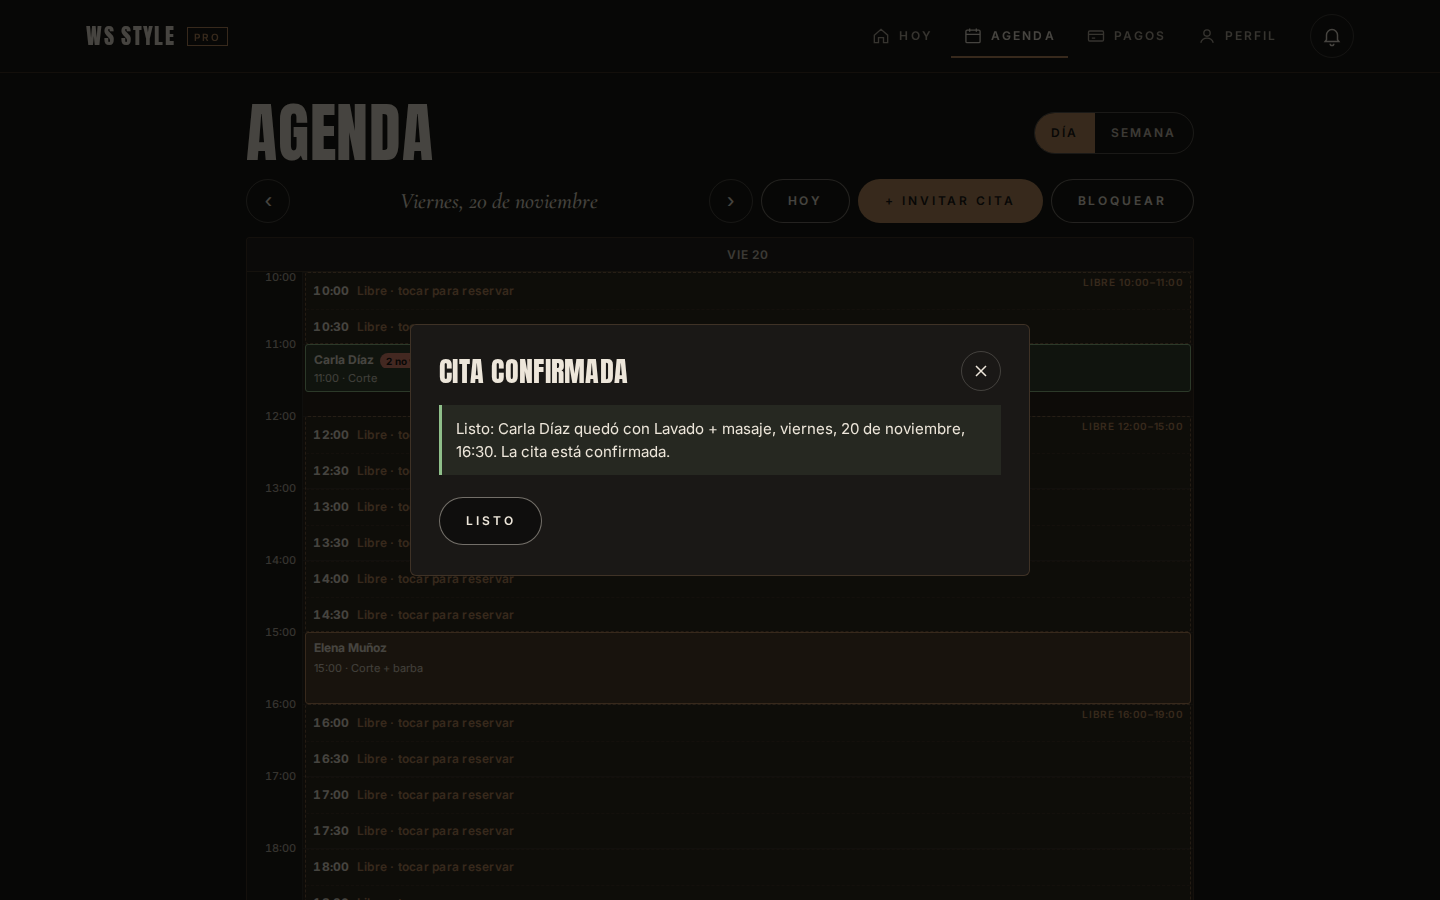 WS STYLE PRO
HOY AGENDA PAGOS PERFIL
AGENDA
DÍA SEMANA
‹ Viernes, 20 de noviembre › HOY + INVITAR CITA BLOQUEAR
VIE 20
10:00
10:00 Libre · tocar para reservar
LIBRE 10:00–11:00
10:30 Libre · to
11:00
Carla Díaz 2 no
11:00 · Corte
12:00
12:00 Libre · to
LIBRE 12:00–15:00
12:30 Libre · to
13:00
13:00 Libre · to
13:30 Libre · to
CITA CONFIRMADA
Listo: Carla Díaz quedó con Lavado + masaje, viernes, 20 de noviembre,
16:30. La cita está confirmada.
LISTO
14:00
14:00 Libre · tocar para reservar
14:30 Libre · tocar para reservar
15:00
Elena Muñoz
15:00 · Corte + barba
16:00
16:00 Libre · tocar para reservar
LIBRE 16:00–19:00
16:30 Libre · tocar para reservar
17:00
17:00 Libre · tocar para reservar
17:30 Libre · tocar para reservar
18:00
18:00 Libre · tocar para reservar